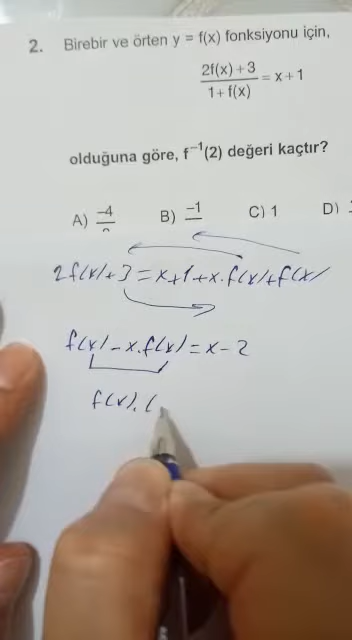 2. Birebir ve örten y = f(x) fonksiyonu için,
2f(x)+3 / 1+f(x) = x+1
olduğuna göre, f⁻¹(2) değeri kaçtır?
A) -4 B) -1 C) 1 D)
2f(x)+3=x+1+x.f(x)+f(x)
f(x)-x.f(x)=x-2
f(x).(